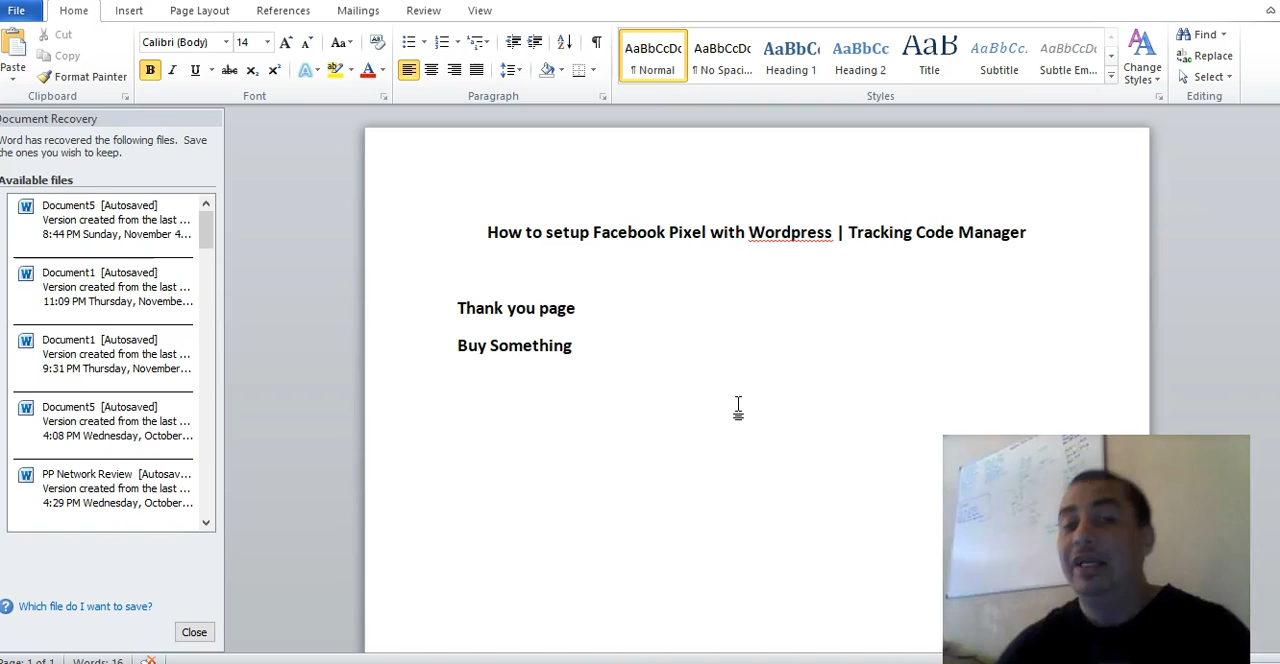 File Home Insert Page Layout References Mailings Review View
Cut
Copy
Format Painter
Paste
Clipboard
Calibri (Body) 14 Aa
B I U abc x₂ x² A A
Font
Paragraph
AaBbCcDc AaBbCcDc AaBbCc AaBbCc AaB AaBbCc. AaBbCcDc
¶ Normal ¶ No Spaci... Heading 1 Heading 2 Title Subtitle Subtle Em...
Change
Styles
Styles
Find
Replace
Select
Editing
Document Recovery
Word has recovered the following files. Save
the ones you wish to keep.
Available files
Document5 [Autosaved]
Version created from the last ...
8:44 PM Sunday, November 4...
Document1 [Autosaved]
Version created from the last ...
11:09 PM Thursday, Novembe...
Document1 [Autosaved]
Version created from the last ...
9:31 PM Thursday, November...
Document5 [Autosaved]
Version created from the last ...
4:08 PM Wednesday, October...
PP Network Review [Autosav...
Version created from the last ...
4:29 PM Wednesday, October...
Which file do I want to save?
Close
Page: 1 of 1 Words: 16
How to setup Facebook Pixel with Wordpress | Tracking Code Manager
Thank you page
Buy Something